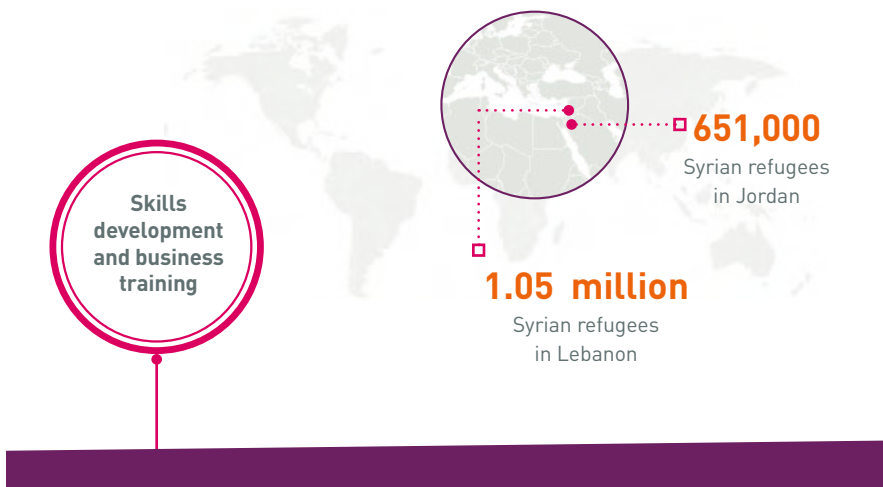 651,000
Syrian refugees
in Jordan
Skills
development
and business
training
1.05 million
Syrian refugees
in Lebanon